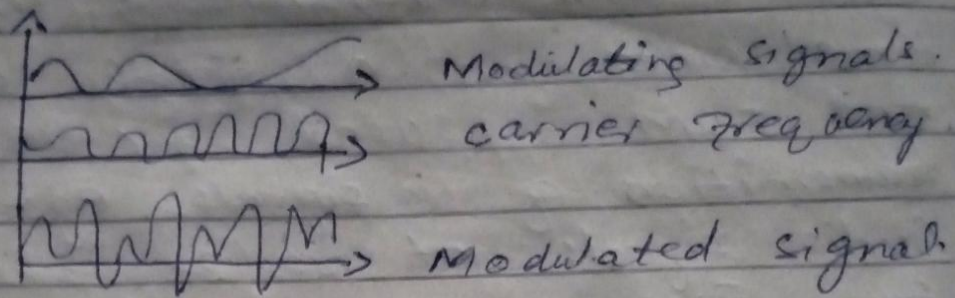 Modulating signals.
carrier Frequency
Modulated signal.